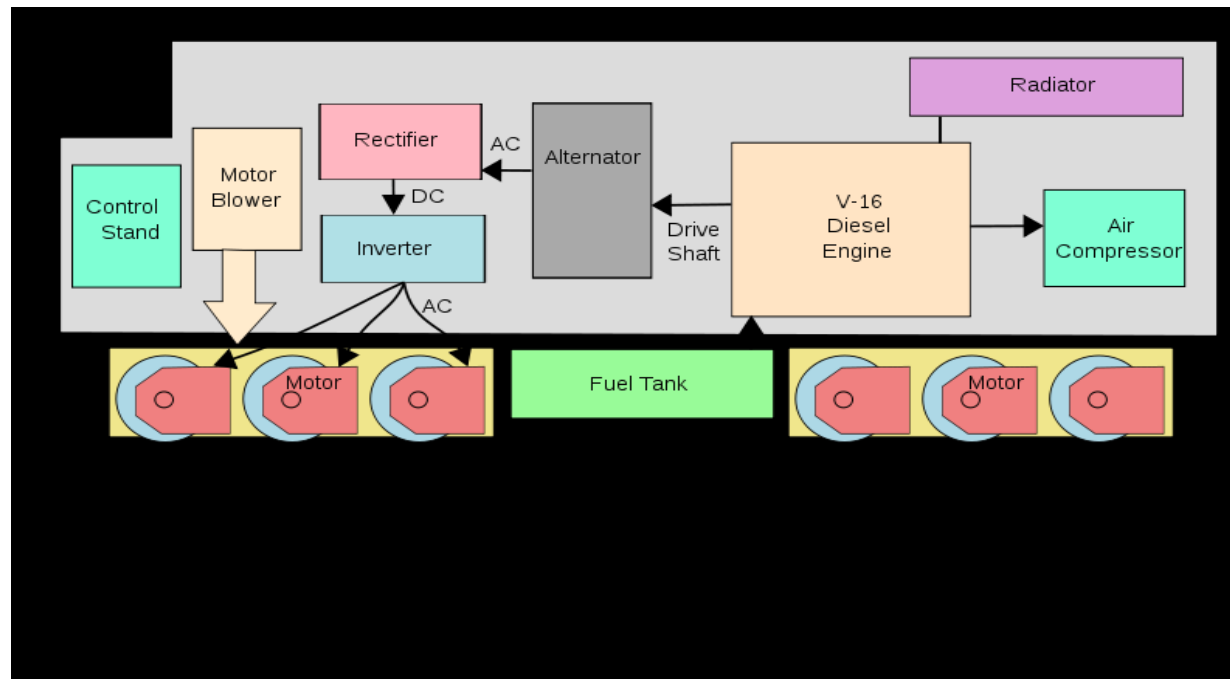 Radiator
Rectifier
AC
Alternator
Motor
Blower
Control
Stand
DC
V-16
Diesel
Engine
Drive
Shaft
Air
Compressor
Inverter
AC
Motor
Fuel Tank
Motor